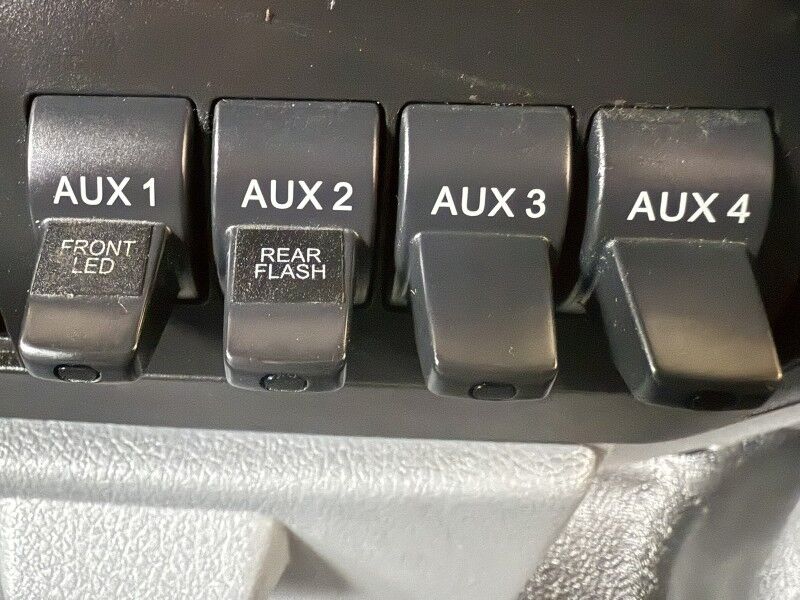 AUX 1
AUX 2
AUX 3
AUX 4
FRONT
LED
REAR
FLASH